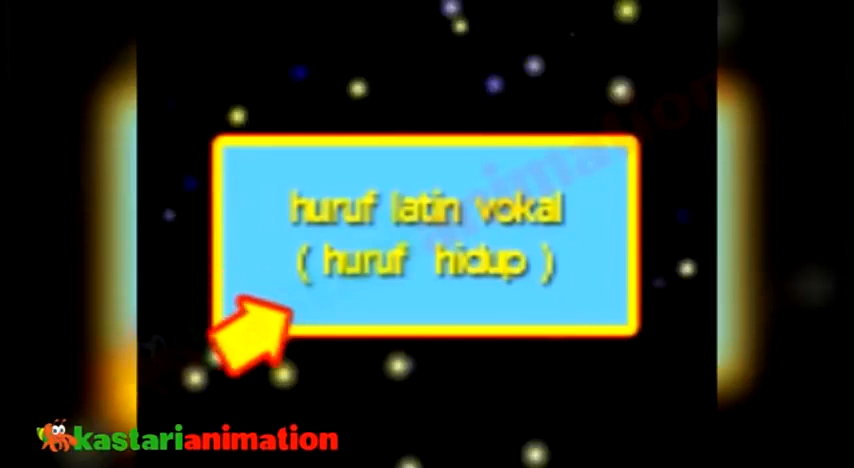 huruf latin vokal
( huruf hidup )
kastarianimation